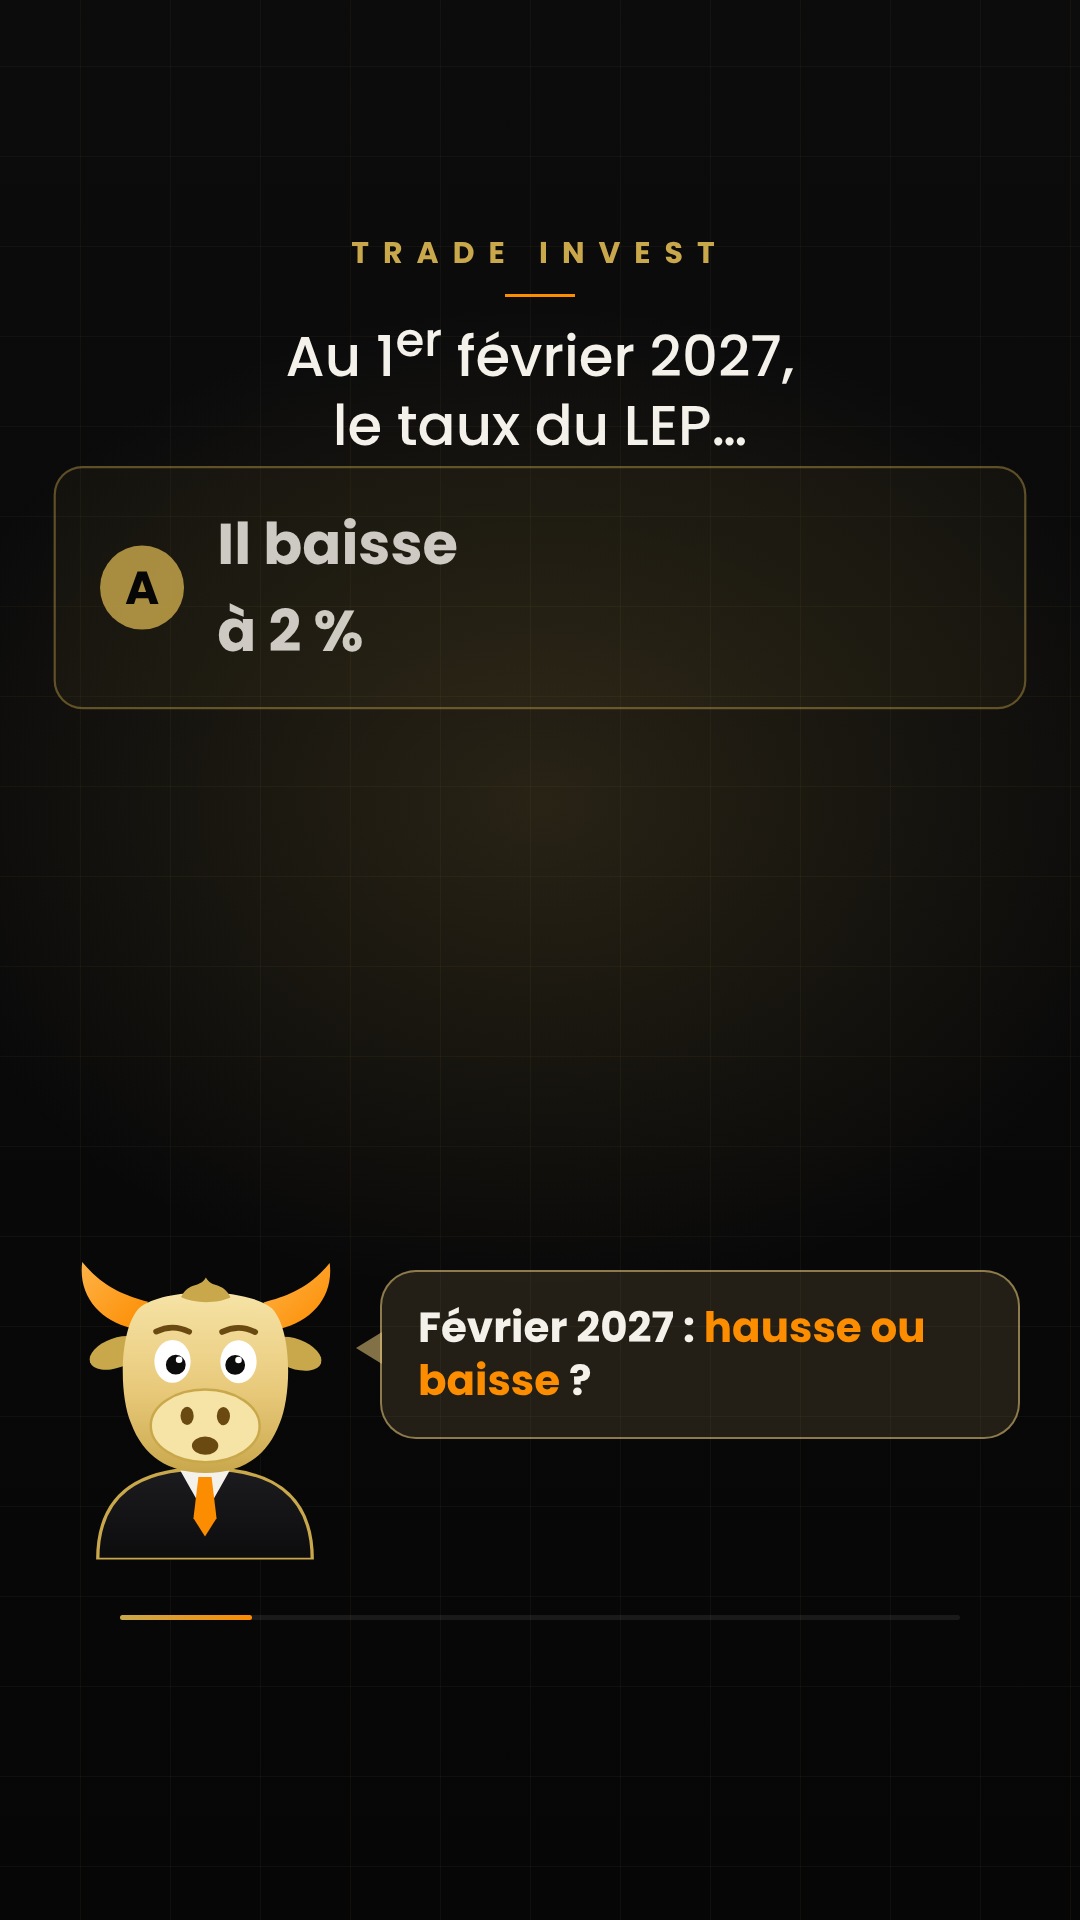 TRADE INVEST
Au 1er février 2027,
le taux du LEP...
A
Il baisse
à 2 %
Février 2027 : hausse ou
baisse ?